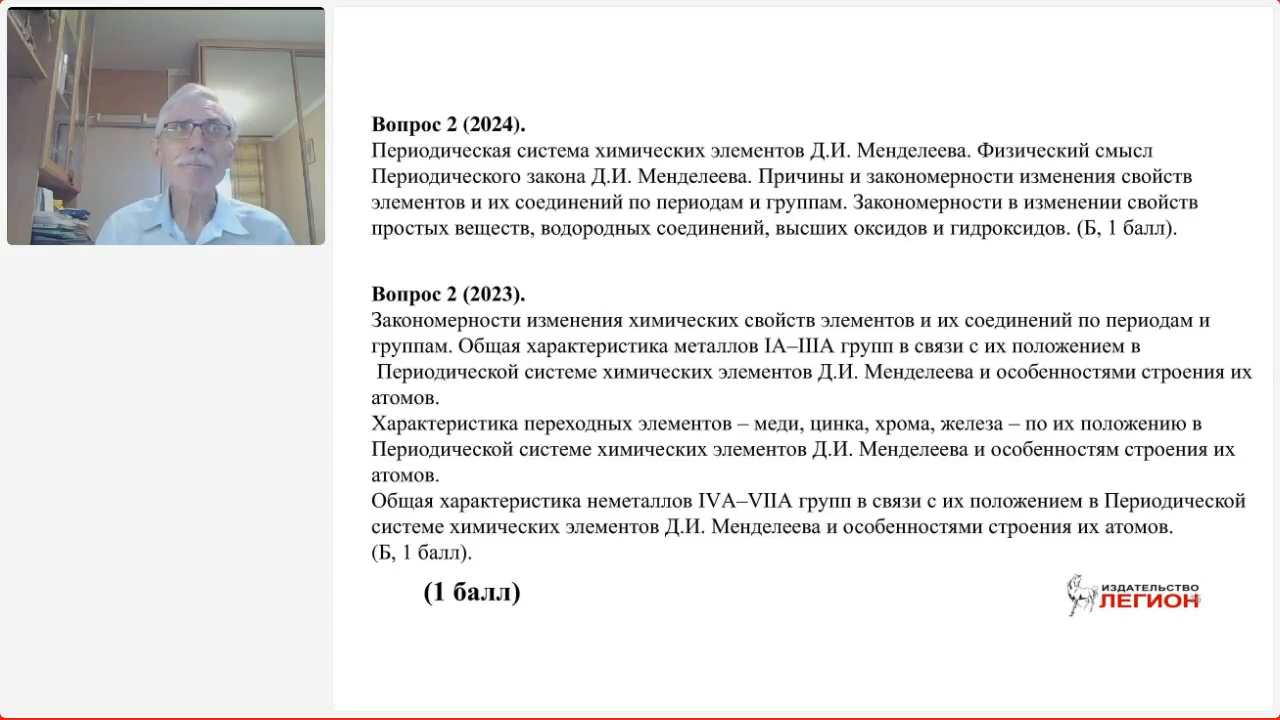 Вопрос 2 (2024).
Периодическая система химических элементов Д.И. Менделеева. Физический смысл
Периодического закона Д.И. Менделеева. Причины и закономерности изменения свойств
элементов и их соединений по периодам и группам. Закономерности в изменении свойств
простых веществ, водородных соединений, высших оксидов и гидроксидов. (Б, 1 балл).
Вопрос 2 (2023).
Закономерности изменения химических свойств элементов и их соединений по периодам и
группам. Общая характеристика металлов IА–IIIА групп в связи с их положением в
Периодической системе химических элементов Д.И. Менделеева и особенностями строения их
атомов.
Характеристика переходных элементов – меди, цинка, хрома, железа – по их положению в
Периодической системе химических элементов Д.И. Менделеева и особенностям строения их
атомов.
Общая характеристика неметаллов IVА–VIIА групп в связи с их положением в Периодической
системе химических элементов Д.И. Менделеева и особенностями строения их атомов.
(Б, 1 балл).
(1 балл)
ИЗДАТЕЛЬСТВО
ЛЕГИОН